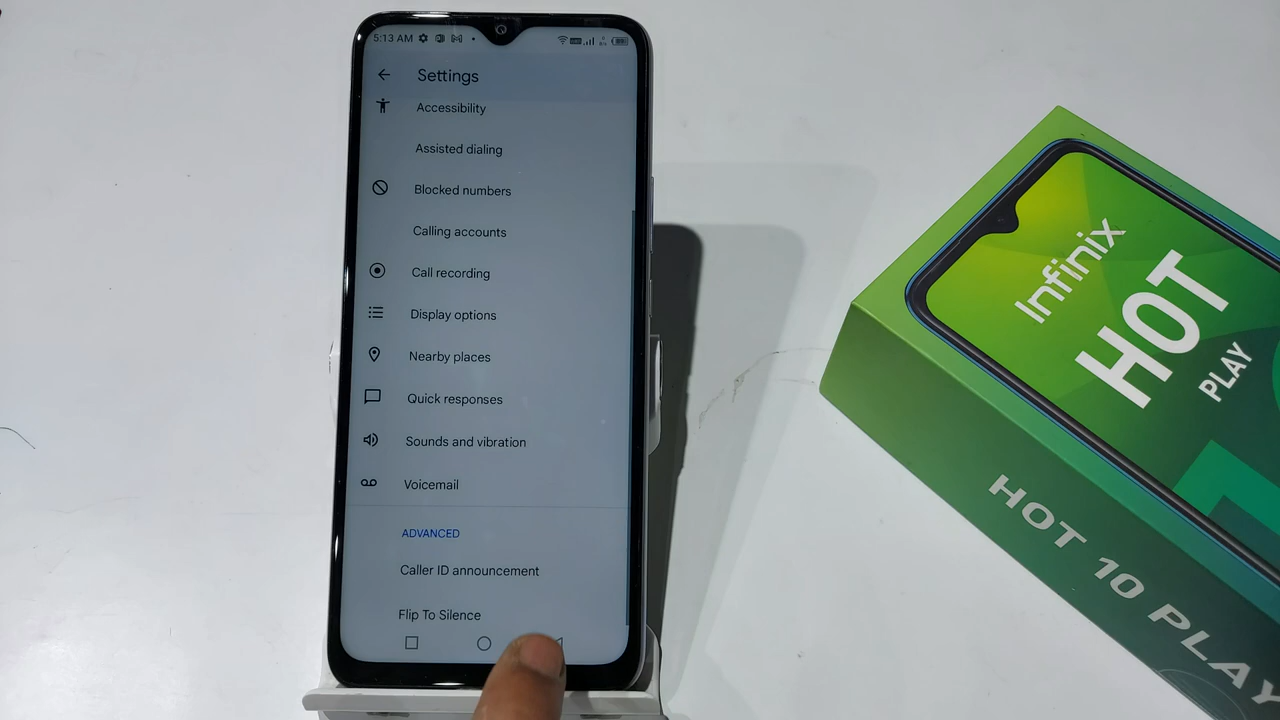 5:13 AM
Settings
Accessibility
Assisted dialing
Blocked numbers
Calling accounts
Call recording
Display options
Nearby places
Quick responses
Sounds and vibration
Voicemail
ADVANCED
Caller ID announcement
Flip To Silence
Infinix
HOT
PLAY
HOT 10 PLAY